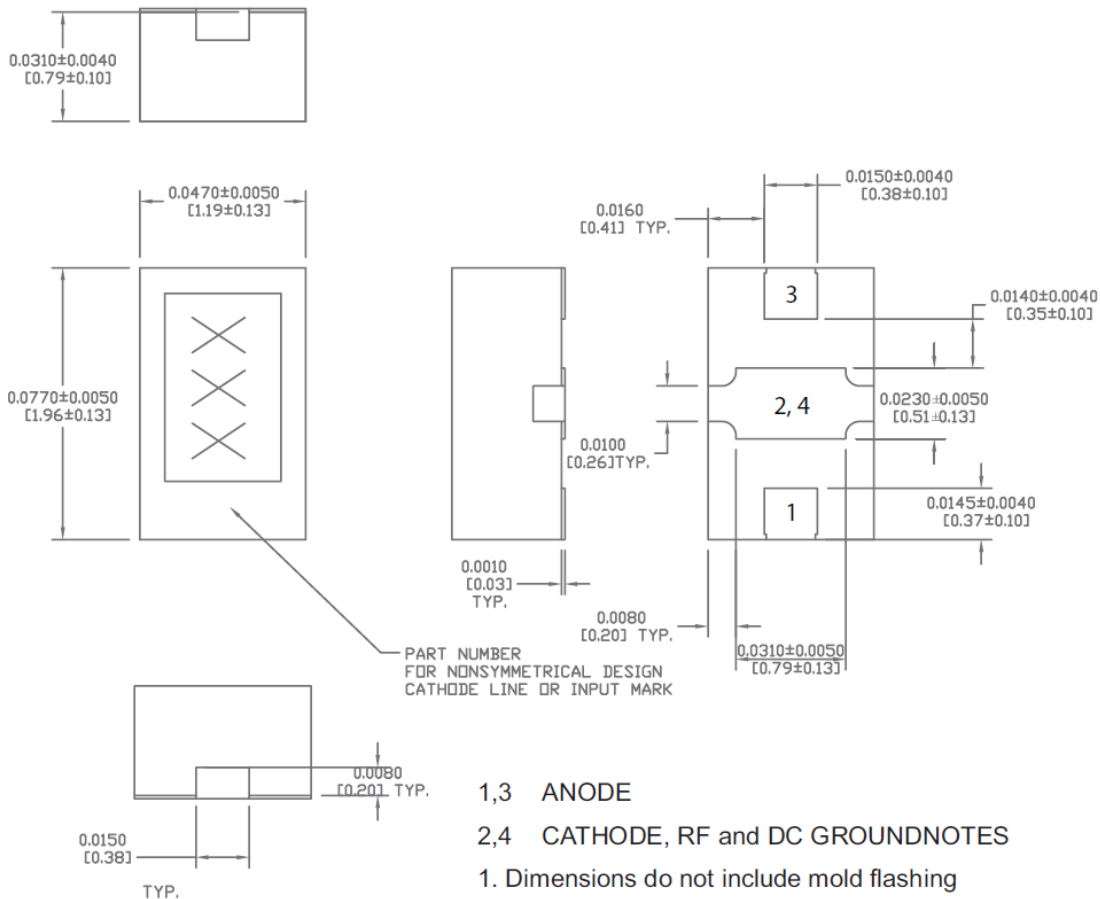 0.0310±0.0040
[0.79±0.10]
0.0470±0.0050
[1.19±0.13]
0.0150±0.0040
[0.38±0.10]
0.0160
[0.41] TYP.
3
0.0140±0.0040
[0.35±0.10]
0.0770±0.0050
[1.96±0.13]
2, 4
0.0230±0.0050
[0.51±0.13]
0.0100
[0.26]TYP.
1
0.0145±0.0040
[0.37±0.10]
0.0010
[0.03]
TYP.
0.0080
[0.20] TYP.
0.0310±0.0050
[0.79±0.13]
PART NUMBER
FOR NONSYMMETRICAL DESIGN
CATHODE LINE OR INPUT MARK
XXX
0.0080
[0.20] TYP.
0.0150
[0.38]
TYP.
1,3 ANODE
2,4 CATHODE, RF and DC GROUNDNOTES
1. Dimensions do not include mold flashing